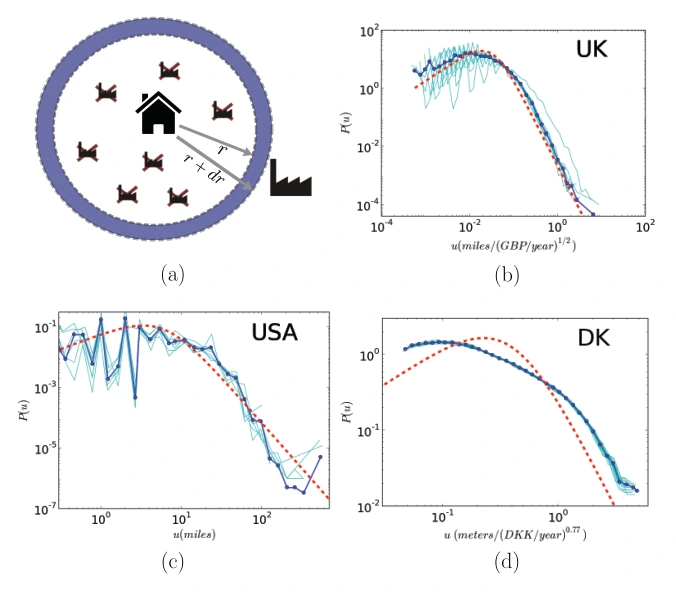 r
r + dr
(a)
10^2
10^0
10^-2
10^-4
P(u)
UK
10^-4
10^-2
10^0
10^2
u(miles/(GBP/year)^1/2
(b)
10^-1
10^-3
10^-5
10^-7
P(u)
USA
10^0
10^1
10^2
u(miles)
(c)
10^0
10^-1
10^-2
P(u)
DK
10^-1
10^0
u (meters/(DKK/year)^0.77
(d)